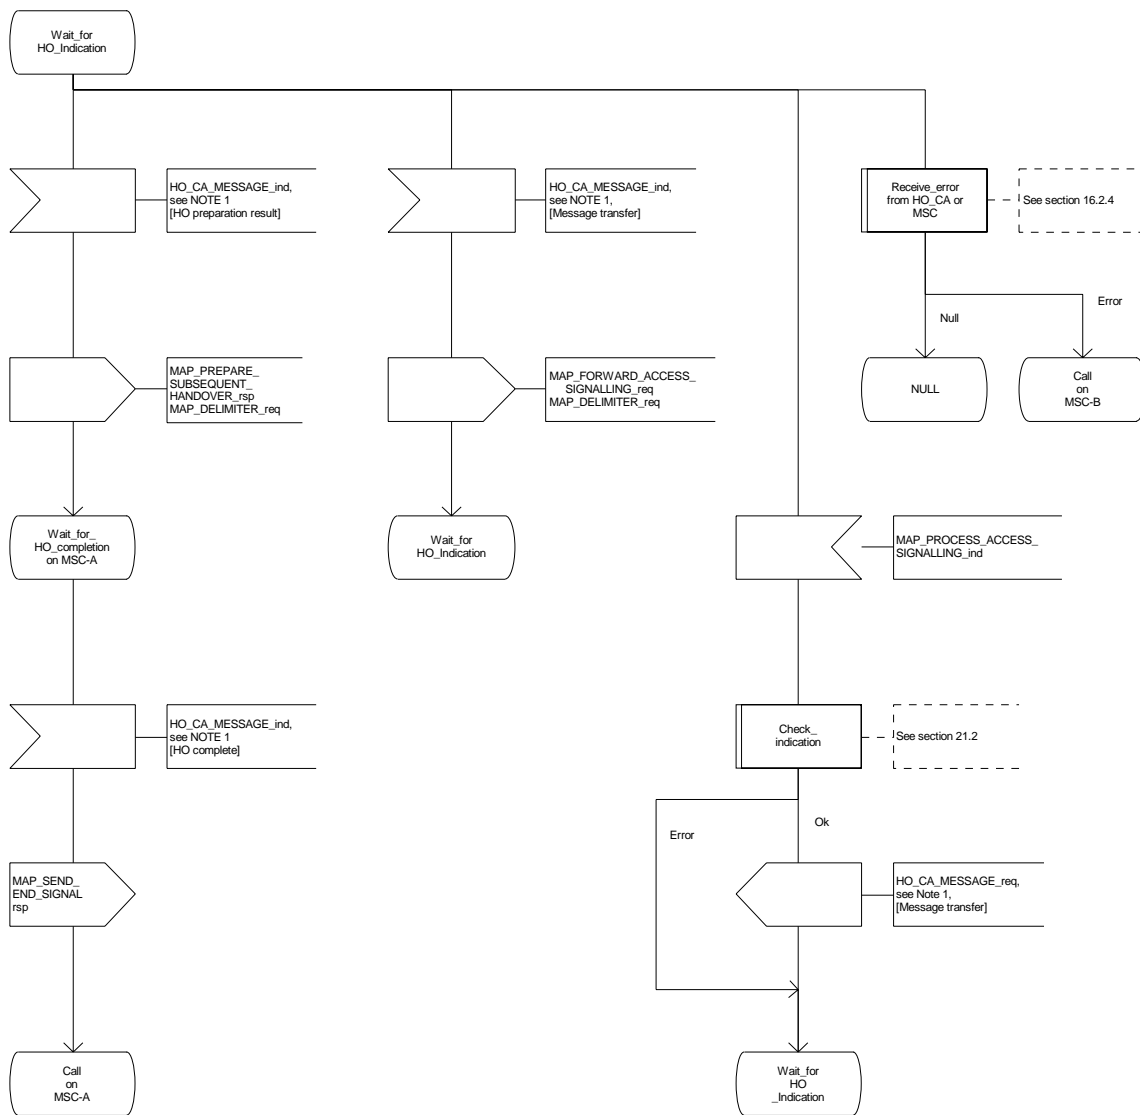 Wait_for
HO_Indication
HO_CA_MESSAGE_ind,
see NOTE 1
[HO preparation result]
HO_CA_MESSAGE_ind,
see NOTE 1,
[Message transfer]
Receive_error
from HO_CA or
MSC
See section 16.2.4
Null
Error
MAP_PREPARE_
SUBSEQUENT_
HANDOVER_rsp
MAP_DELIMITER_req
MAP_FORWARD_ACCESS_
SIGNALLING_req
MAP_DELIMITER_req
NULL
Call
on
MSC-B
Wait_for_
HO_completion
on MSC-A
Wait_for
HO_Indication
MAP_PROCESS_ACCESS_
SIGNALLING_ind
HO_CA_MESSAGE_ind,
see NOTE 1
[HO complete]
Check_
indication
See section 21.2
Error
Ok
MAP_SEND_
END_SIGNAL
rsp
HO_CA_MESSAGE_req,
see Note 1,
[Message transfer]
Call
on
MSC-A
Wait_for
HO
_Indication